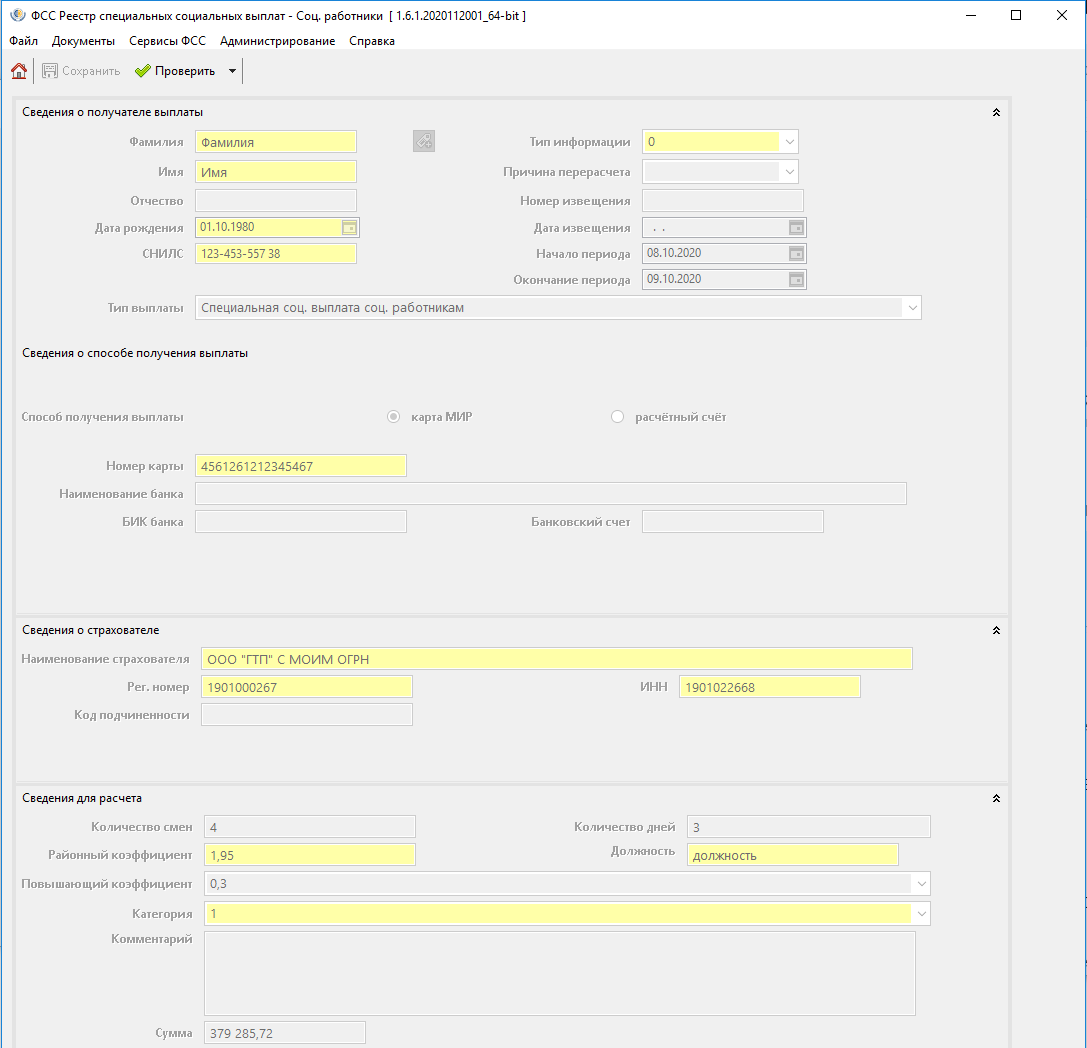 ФСС Реестр специальных социальных выплат - Соц. работники [ 1.6.1.2020112001_64-bit ]
Файл Документы Сервисы ФСС Администрирование Справка
Сохранить Проверить
Сведения о получателе выплаты
Фамилия Фамилия Тип информации 0
Имя Имя Причина перерасчета
Отчество Номер извещения
Дата рождения 01.10.1980 Дата извещения . .
СНИЛС 123-453-557 38 Начало периода 08.10.2020
Окончание периода 09.10.2020
Тип выплаты Специальная соц. выплата соц. работникам
Сведения о способе получения выплаты
Способ получения выплаты карта МИР расчётный счёт
Номер карты 4561261212345467
Наименование банка
БИК банка Банковский счет
Сведения о страхователе
Наименование страхователя ООО "ГТП" С МОИМ ОГРН
Рег. номер 1901000267 ИНН 1901022668
Код подчиненности
Сведения для расчета
Количество смен 4 Количество дней 3
Районный коэффициент 1,95 Должность должность
Повышающий коэффициент 0,3
Категория 1
Комментарий
Сумма 379 285,72